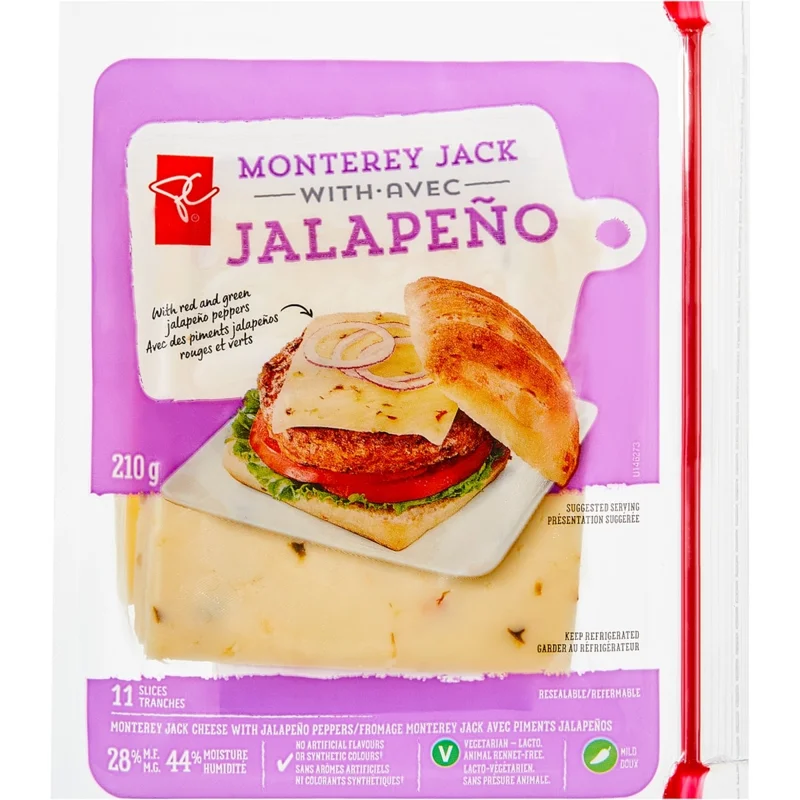 PC
MONTEREY JACK
WITH•AVEC
JALAPEÑO
With red and green
jalapeño peppers
Avec des piments jalapeños
rouges et verts
210 g
U146273
SUGGESTED SERVING
PRÉSENTATION SUGGÉRÉE
KEEP REFRIGERATED
GARDER AU RÉFRIGÉRATEUR
11 SLICES
TRANCHES
RESEALABLE/REFERMABLE
MONTEREY JACK CHEESE WITH JALAPEÑO PEPPERS/FROMAGE MONTEREY JACK AVEC PIMENTS JALAPEÑOS
28% M.F.
M.G.
44% MOISTURE
HUMIDITÉ
NO ARTIFICIAL FLAVOURS
OR SYNTHETIC COLOURS†
SANS ARÔMES ARTIFICIELS
NI COLORANTS SYNTHÉTIQUES†
V
VEGETARIAN – LACTO.
ANIMAL RENNET-FREE.
LACTO-VÉGÉTARIEN.
SANS PRÉSURE ANIMALE.
MILD
DOUX